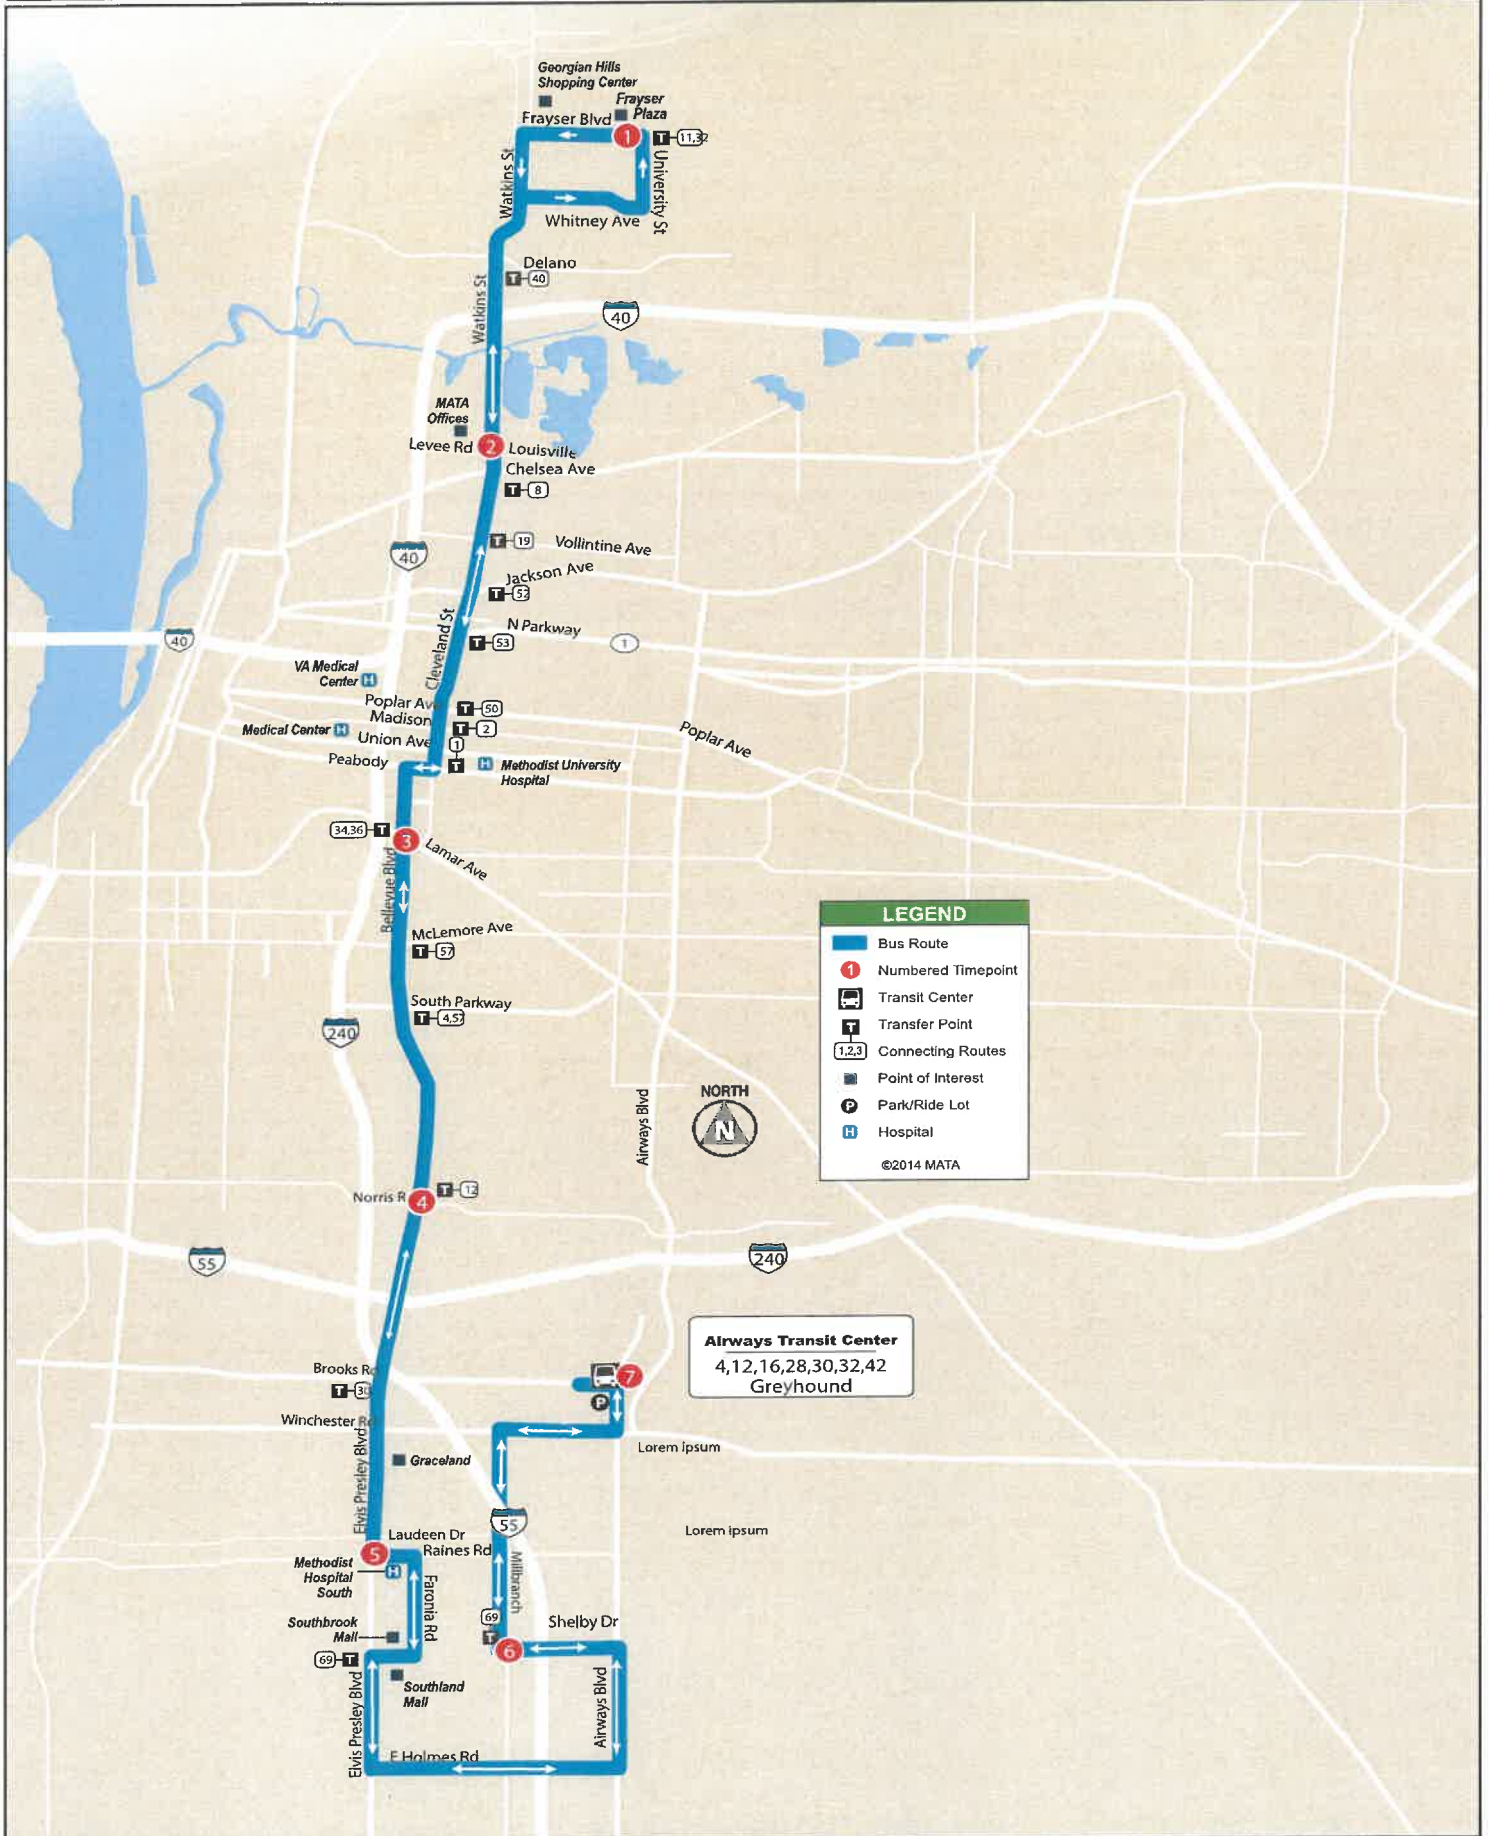 Georgian Hills
Shopping Center
Frayser
Plaza
Frayser Blvd
1
T
11,32
Watkins St
University St
Whitney Ave
Delano
T
40
Watkins St
40
MATA
Offices
Levee Rd
2
Louisville
Chelsea Ave
T
8
T
19
Vollintine Ave
40
Jackson Ave
T
52
Cleveland St
N Parkway
T
53
1
40
VA Medical
Center
H
Poplar Av
T
50
Madison
T
2
Medical Center
H
Union Ave
1
Poplar Ave
Peabody
T
H
Methodist University
Hospital
34,36
T
3
Lamar Ave
Bellevue Blvd
McLemore Ave
T
57
South Parkway
T
4,57
240
LEGEND
Bus Route
1
Numbered Timepoint
Transit Center
T
Transfer Point
1,2,3
Connecting Routes
Point of Interest
P
Park/Ride Lot
H
Hospital
©2014 MATA
NORTH
N
Airways Blvd
Norris R
4
T
12
55
240
Airways Transit Center
4,12,16,28,30,32,42
Greyhound
Brooks Rd
T
30
7
P
Winchester Rd
Elvis Presley Blvd
Graceland
Lorem ipsum
55
Lorem ipsum
Laudeen Dr
5
Raines Rd
Methodist
Hospital
South
H
Faronia Rd
Millbranch
Southbrook
Mall
69
T
Shelby Dr
6
69
T
Southland
Mall
Elvis Presley Blvd
Airways Blvd
E Holmes Rd